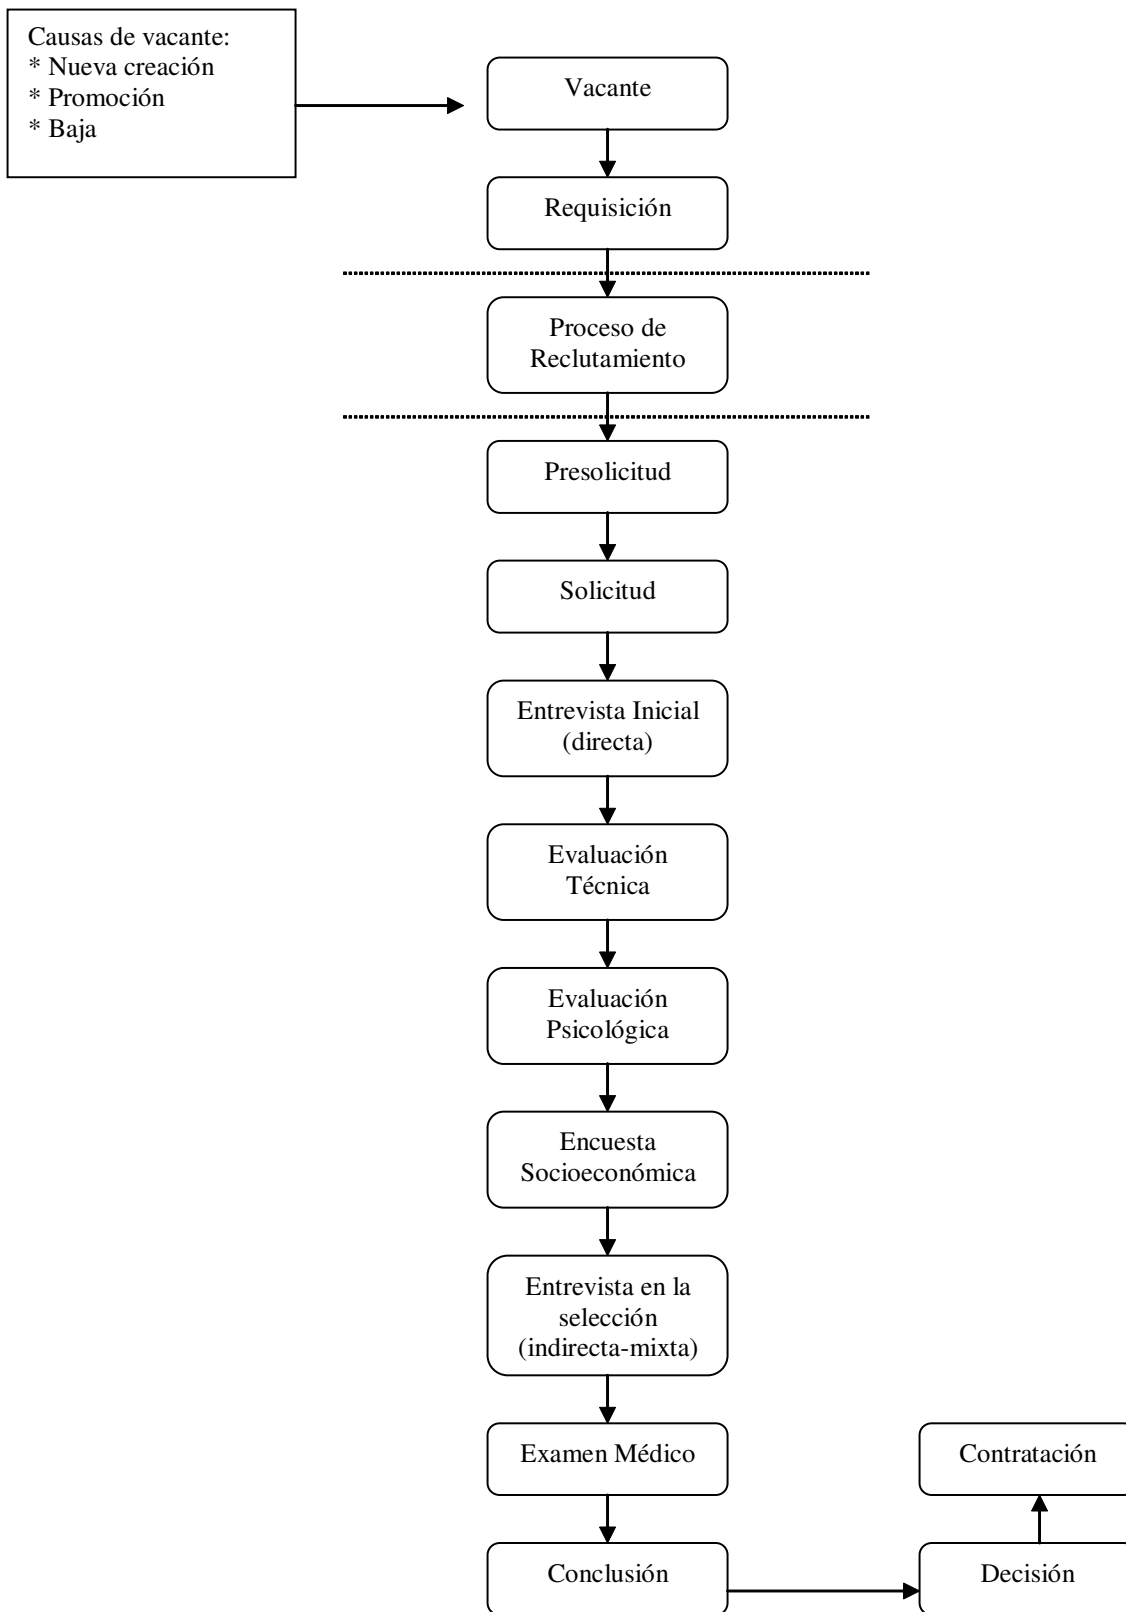 Causas de vacante:
* Nueva creación
* Promoción
* Baja
Vacante
Requisición
Proceso de
Reclutamiento
Presolicitud
Solicitud
Entrevista Inicial
(directa)
Evaluación
Técnica
Evaluación
Psicológica
Encuesta
Socioeconómica
Entrevista en la
selección
(indirecta-mixta)
Examen Médico
Conclusión
Decisión
Contratación